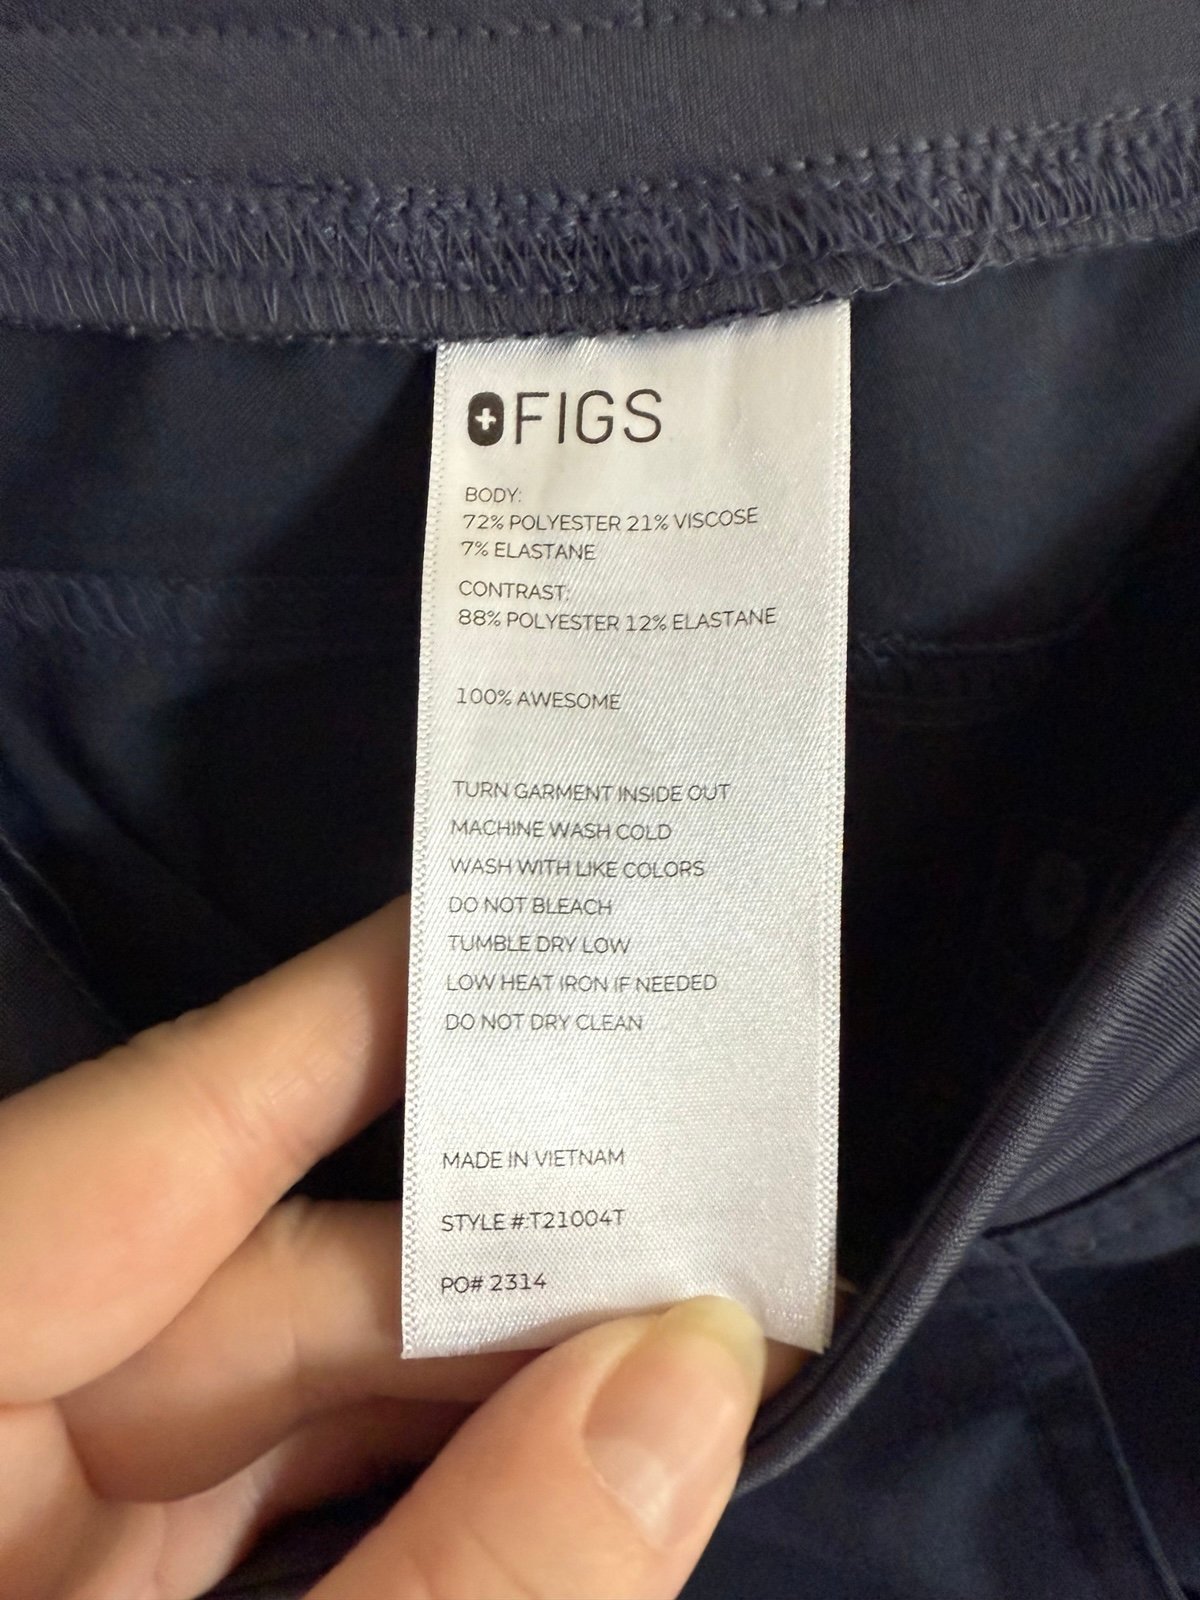 FIGS
BODY:
72% POLYESTER 21% VISCOSE
7% ELASTANE
CONTRAST:
88% POLYESTER 12% ELASTANE
100% AWESOME
TURN GARMENT INSIDE OUT
MACHINE WASH COLD
WASH WITH LIKE COLORS
DO NOT BLEACH
TUMBLE DRY LOW
LOW HEAT IRON IF NEEDED
DO NOT DRY CLEAN
MADE IN VIETNAM
STYLE #:T21004T
PO# 2314